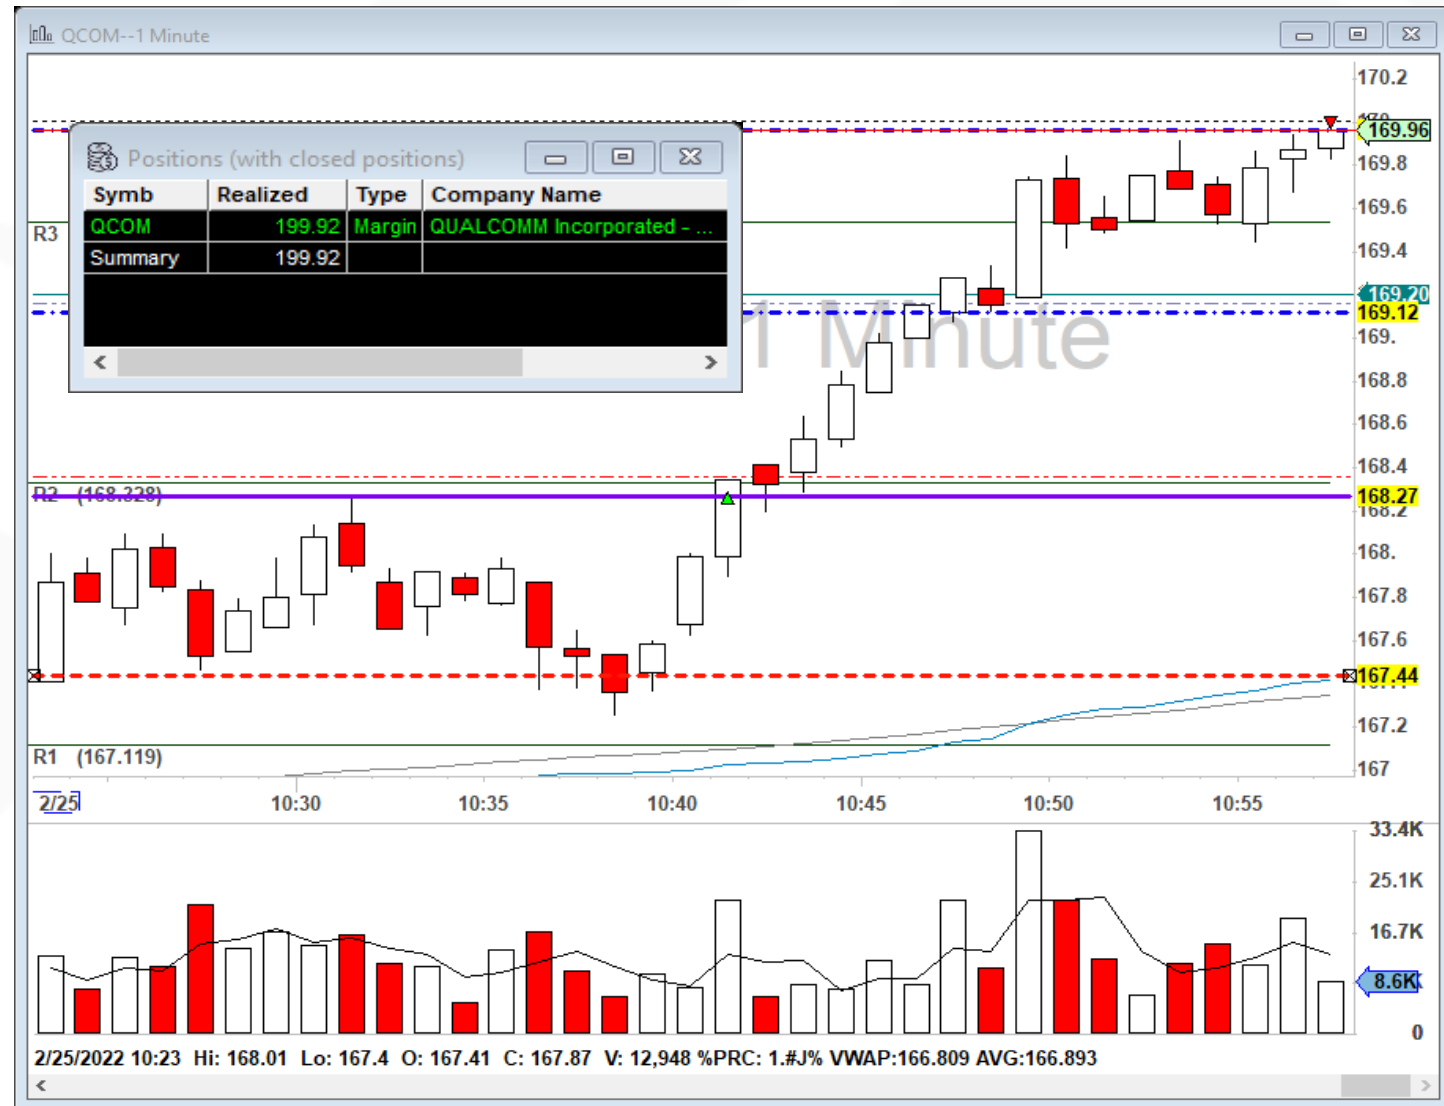 QCOM--1 Minute
Positions (with closed positions)
Symb Realized Type Company Name
QCOM 199.92 Margin QUALCOMM Incorporated - ...
Summary 199.92
1 Minute
R3
R2 (168.328)
R1 (167.119)
170.2
169.96
169.8
169.6
169.4
169.20
169.12
169.
168.8
168.6
168.4
168.27
168.2
168.
167.8
167.6
167.44
167.2
167
2/25 10:30 10:35 10:40 10:45 10:50 10:55
33.4K
25.1K
16.7K
8.6K
0
2/25/2022 10:23 Hi: 168.01 Lo: 167.4 O: 167.41 C: 167.87 V: 12,948 %PRC: 1.#J% VWAP:166.809 AVG:166.893